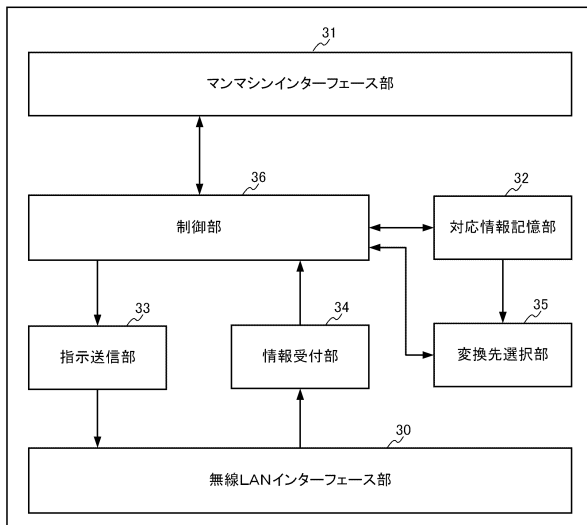 31
マンマシンインターフェース部
36
制御部
32
対応情報記憶部
33
指示送信部
34
情報受付部
35
変換先選択部
30
無線LANインターフェース部